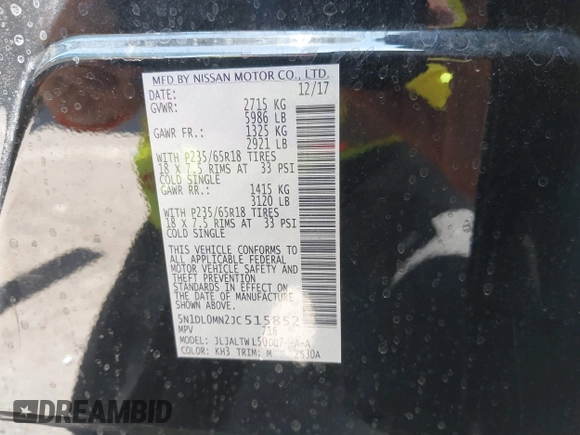 MFD BY NISSAN MOTOR CO., LTD.
DATE: 12/17
GVWR: 2715 KG
5986 LB
GAWR FR.: 1325 KG
2921 LB
WITH P235/65R18 TIRES
18 X 7.5 RIMS AT 33 PSI
COLD SINGLE
GAWR RR.: 1415 KG
3120 LB
WITH P235/65R18 TIRES
18 X 7.5 RIMS AT 33 PSI
COLD SINGLE
THIS VEHICLE CONFORMS TO
ALL APPLICABLE FEDERAL
MOTOR VEHICLE SAFETY AND
THEFT PREVENTION
STANDARDS IN EFFECT ON
THE DATE OF MANUFACTURE
SHOWN ABOVE.
5N1DL0MN2JC515852
MPV
MODEL: JLJALTW
COLOR: KH3 TRIM: M
DREAMBID